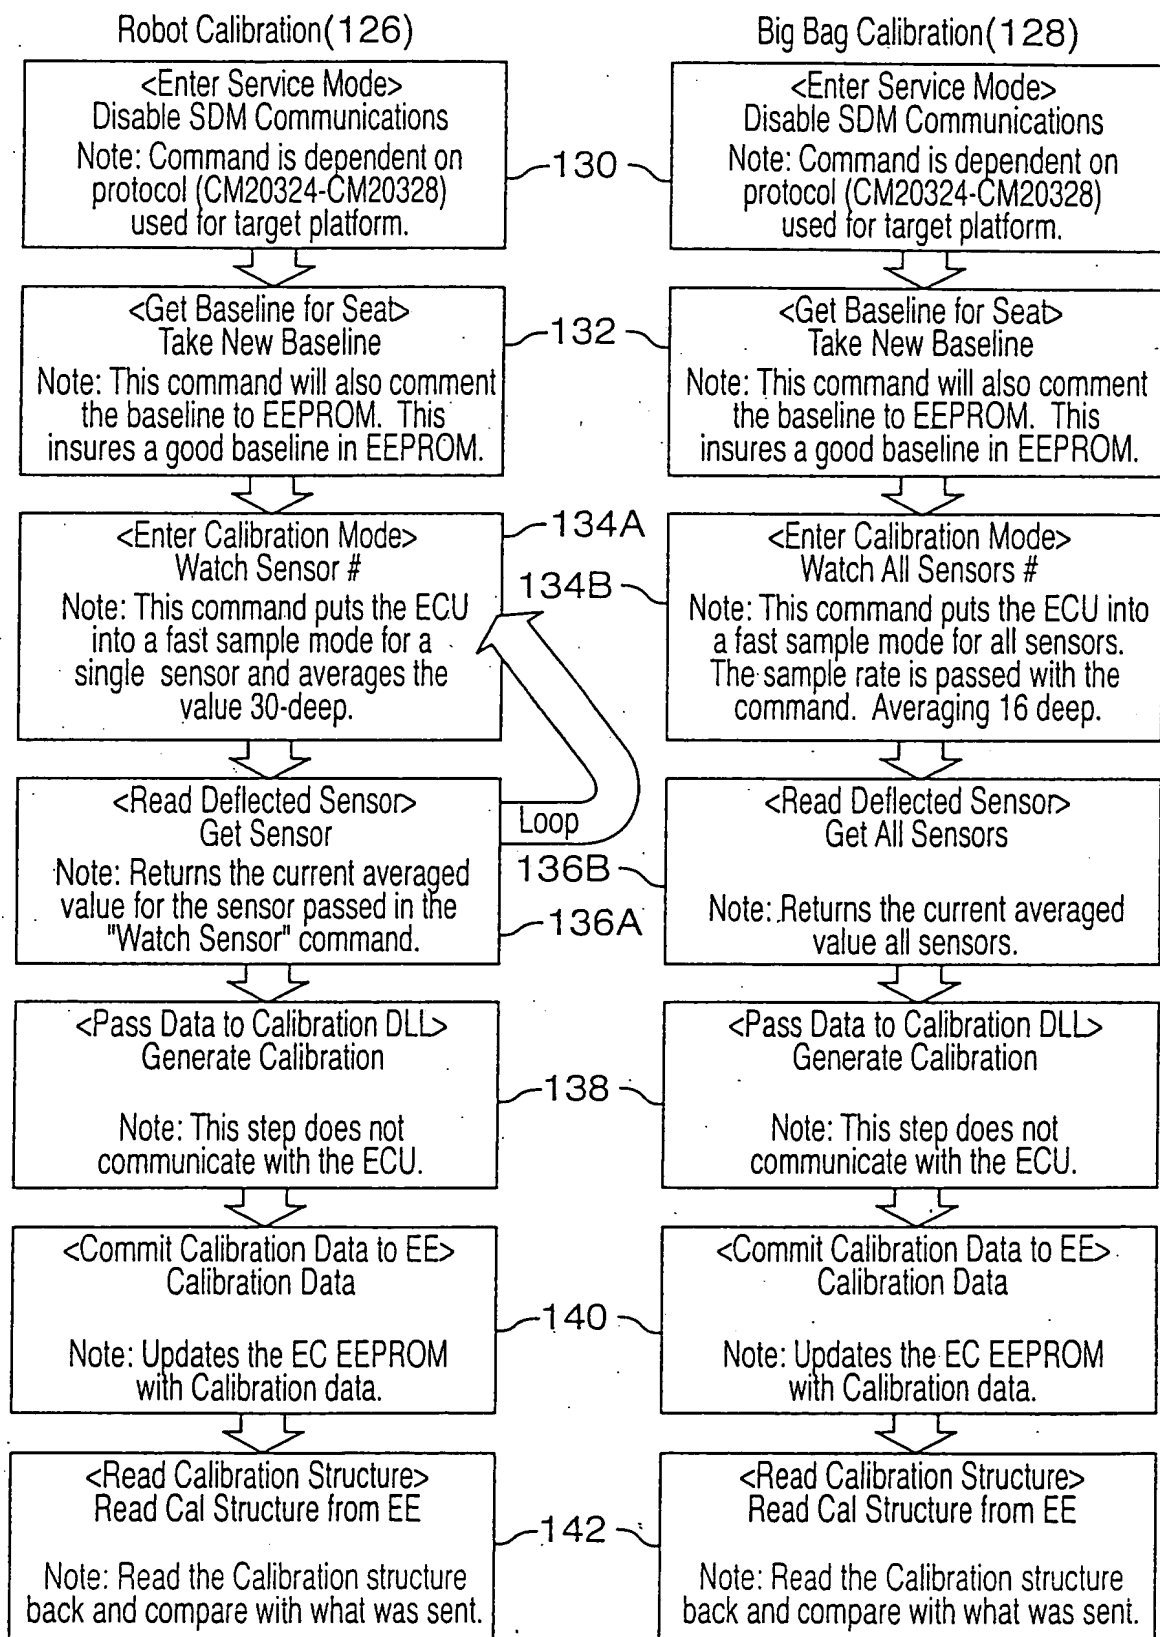 Robot Calibration(126)
<Enter Service Mode>
Disable SDM Communications
Note: Command is dependent on
protocol (CM20324-CM20328)
used for target platform.
<Get Baseline for Seat>
Take New Baseline
Note: This command will also comment
the baseline to EEPROM. This
insures a good baseline in EEPROM.
<Enter Calibration Mode>
Watch Sensor #
Note: This command puts the ECU
into a fast sample mode for a
single sensor and averages the
value 30-deep.
<Read Deflected Sensor>
Get Sensor
Note: Returns the current averaged
value for the sensor passed in the
"Watch Sensor" command.
<Pass Data to Calibration DLL>
Generate Calibration
Note: This step does not
communicate with the ECU.
<Commit Calibration Data to EE>
Calibration Data
Note: Updates the EC EEPROM
with Calibration data.
<Read Calibration Structure>
Read Cal Structure from EE
Note: Read the Calibration structure
back and compare with what was sent.
130
132
134A
134B
Loop
136B
136A
138
140
142
Big Bag Calibration(128)
<Enter Service Mode>
Disable SDM Communications
Note: Command is dependent on
protocol (CM20324-CM20328)
used for target platform.
<Get Baseline for Seat>
Take New Baseline
Note: This command will also comment
the baseline to EEPROM. This
insures a good baseline in EEPROM.
<Enter Calibration Mode>
Watch All Sensors #
Note: This command puts the ECU into
a fast sample mode for all sensors.
The sample rate is passed with the
command. Averaging 16 deep.
<Read Deflected Sensor>
Get All Sensors
Note: Returns the current averaged
value all sensors.
<Pass Data to Calibration DLL>
Generate Calibration
Note: This step does not
communicate with the ECU.
<Commit Calibration Data to EE>
Calibration Data
Note: Updates the EC EEPROM
with Calibration data.
<Read Calibration Structure>
Read Cal Structure from EE
Note: Read the Calibration structure
back and compare with what was sent.